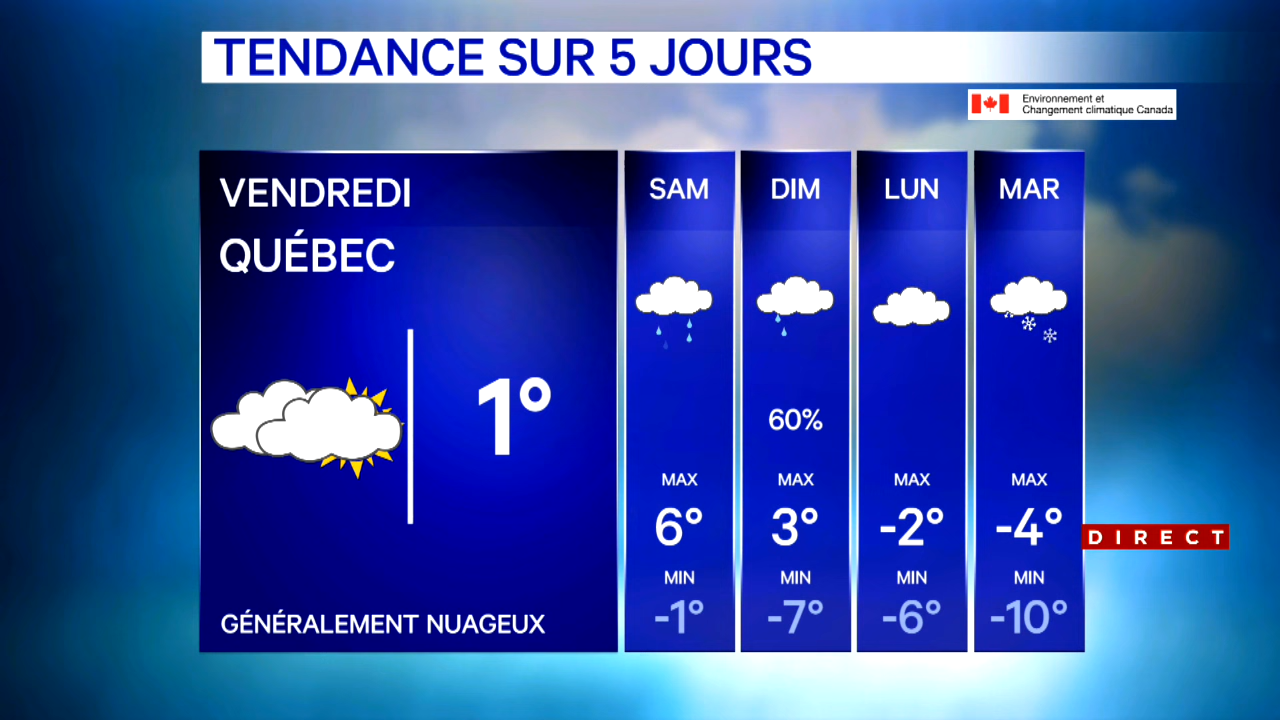 TENDANCE SUR 5 JOURS
Environnement et
Changement climatique Canada
VENDREDI
QUÉBEC
1°
GÉNÉRALEMENT NUAGEUX
SAM
MAX
6°
MIN
-1°
DIM
60%
MAX
3°
MIN
-7°
LUN
MAX
-2°
MIN
-6°
MAR
MAX
-4°
MIN
-10°
DIRECT